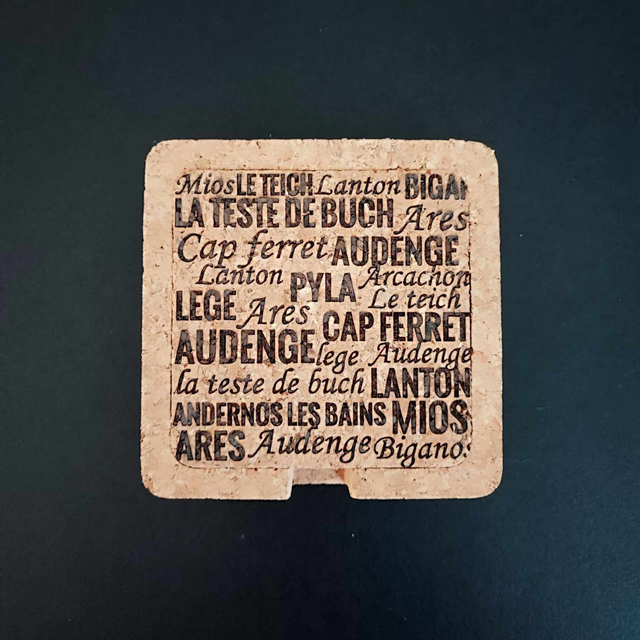 Mios LE TEICH Lanton BIGAN
LA TESTE DE BUCH Ares
Cap ferret AUDENGE
Lanton PYLA Arcachon
LEGE Ares Le teich
CAP FERRET
AUDENGE lege Audenge
la teste de buch LANTON
ANDERNOS LES BAINS MIOS
ARES Audenge Biganos